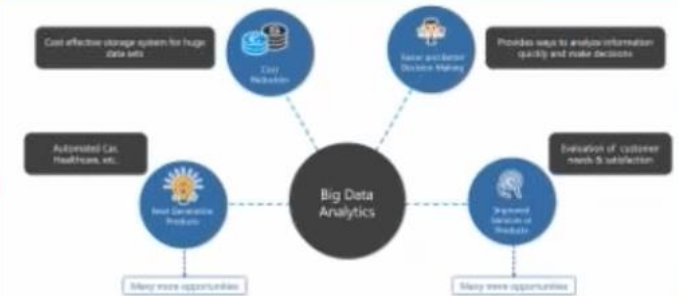 Cost effective storage system for huge
data sets
Cost
Reduction
Faster and Better
Decision Making
Provides ways to analyze information
quickly and make decisions
Automated Car,
Healthcare, etc.
Next Generation
Products
Big Data
Analytics
Improved
Services or
Products
Evaluation of customer
needs & satisfaction
Many more opportunities
Many more opportunities